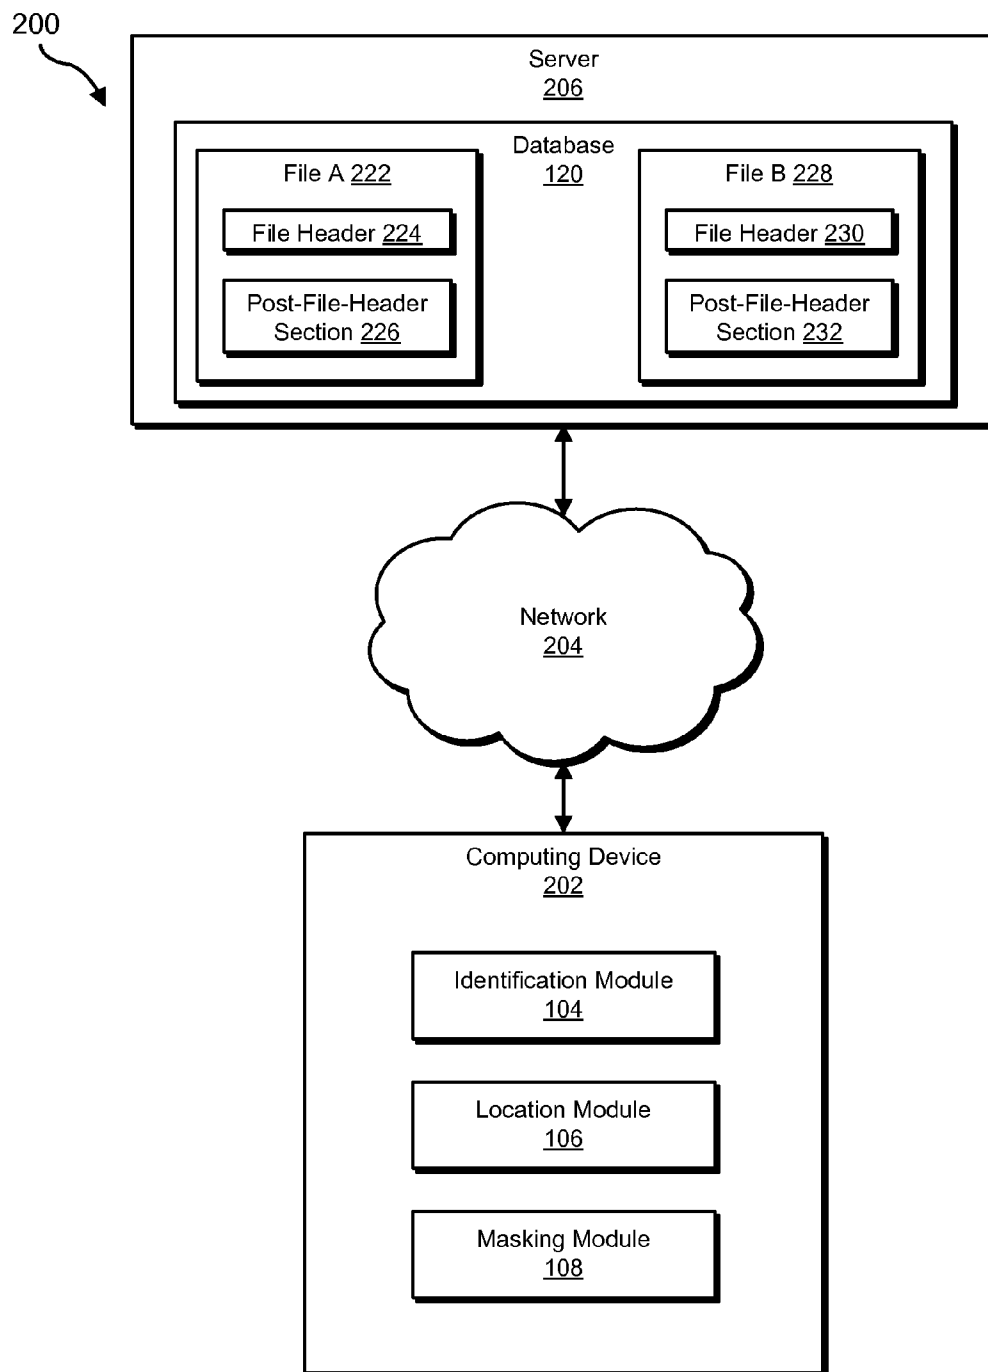 200
Server
206
Database
120
File A 222
File Header 224
Post-File-Header
Section 226
File B 228
File Header 230
Post-File-Header
Section 232
Network
204
Computing Device
202
Identification Module
104
Location Module
106
Masking Module
108